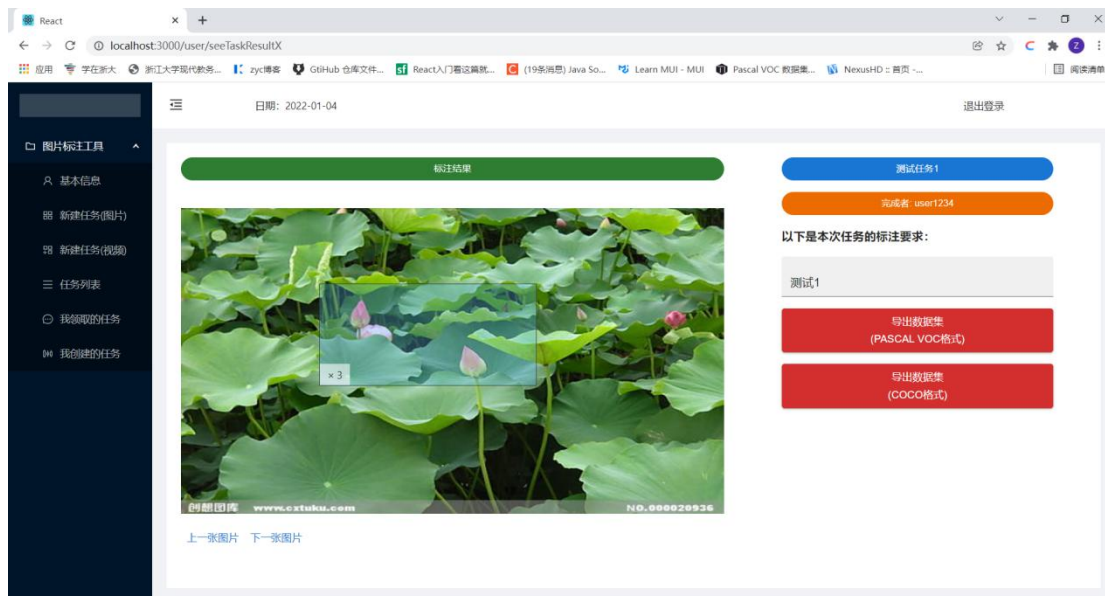 React
localhost:3000/user/seeTaskResultX
应用 学在浙大 浙江大学现代教务... zyc博客 GtiHub 仓库文件... React入门看这篇就... (19条消息) Java So... Learn MUI - MUI Pascal VOC 数据集... NexusHD :: 首页 -... 阅读清单
日期: 2022-01-04 退出登录
图片标注工具
基本信息
新建任务(图片)
新建任务(视频)
任务列表
我领取的任务
我创建的任务
标注结果
× 3
创想图库 www.cxtuku.com NO.000020936
上一张图片 下一张图片
测试任务1
完成者: user1234
以下是本次任务的标注要求:
测试1
导出数据集
(PASCAL VOC格式)
导出数据集
(COCO格式)